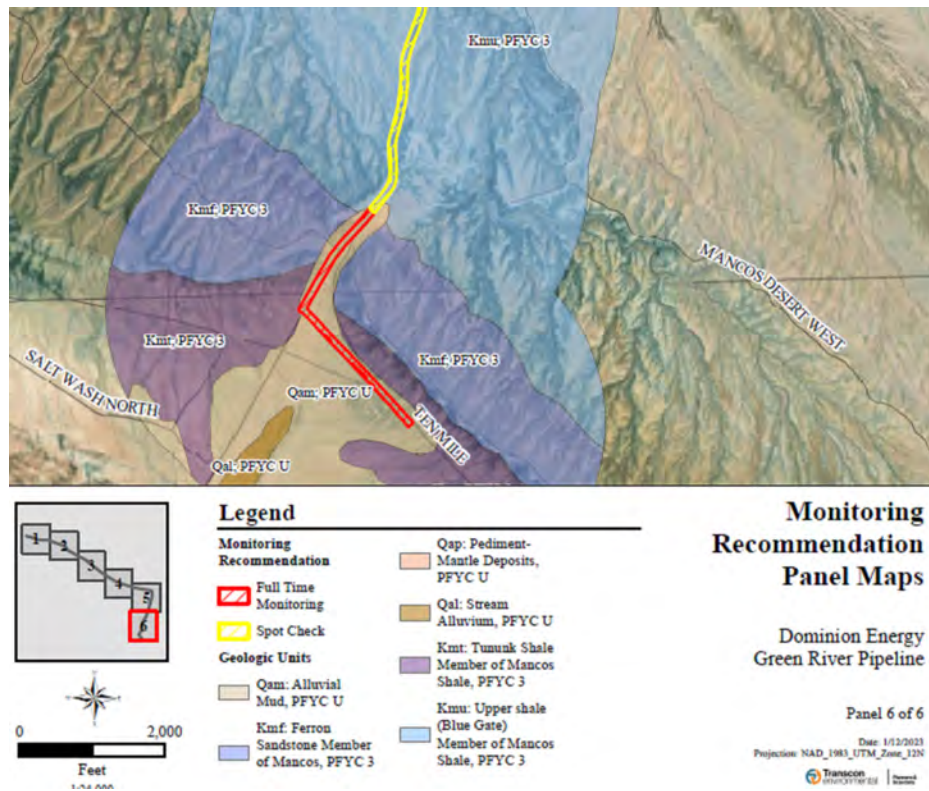 Kmu; PFYC 3
Kmf; PFYC 3
MANCOS DESERT WEST
Kmt; PFYC 3
Kmf; PFYC 3
SALT WASH NORTH
Qam; PFYC U
TEN MILE
Qal; PFYC U
1
2
3
4
5
6
0
2,000
Feet
1:24,000
Legend
Monitoring
Recommendation
Full Time
Monitoring
Spot Check
Geologic Units
Qam: Alluvial
Mud, PFYC U
Kmf: Ferron
Sandstone Member
of Mancos, PFYC 3
Qap: Pediment-
Mantle Deposits,
PFYC U
Qal: Stream
Alluvium, PFYC U
Kmt: Tununk Shale
Member of Mancos
Shale, PFYC 3
Kmu: Upper shale
(Blue Gate)
Member of Mancos
Shale, PFYC 3
Monitoring
Recommendation
Panel Maps
Dominion Energy
Green River Pipeline
Panel 6 of 6
Date: 1/12/2023
Projection: NAD_1983_UTM_Zone_12N
Transcon
environmental